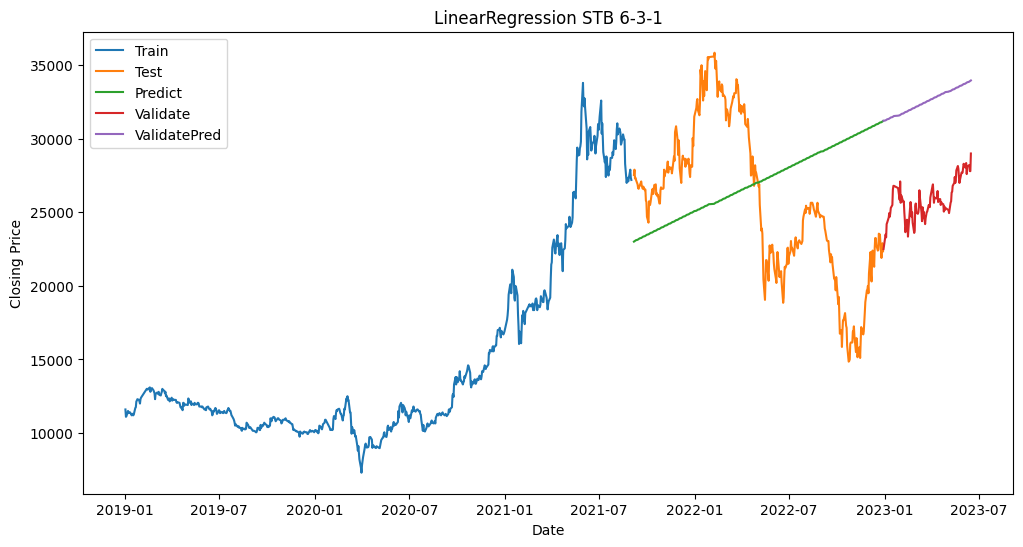 LinearRegression STB 6-3-1
Train
Test
Predict
Validate
ValidatePred
Closing Price
35000
30000
25000
20000
15000
10000
2019-01 2019-07 2020-01 2020-07 2021-01 2021-07 2022-01 2022-07 2023-01 2023-07
Date